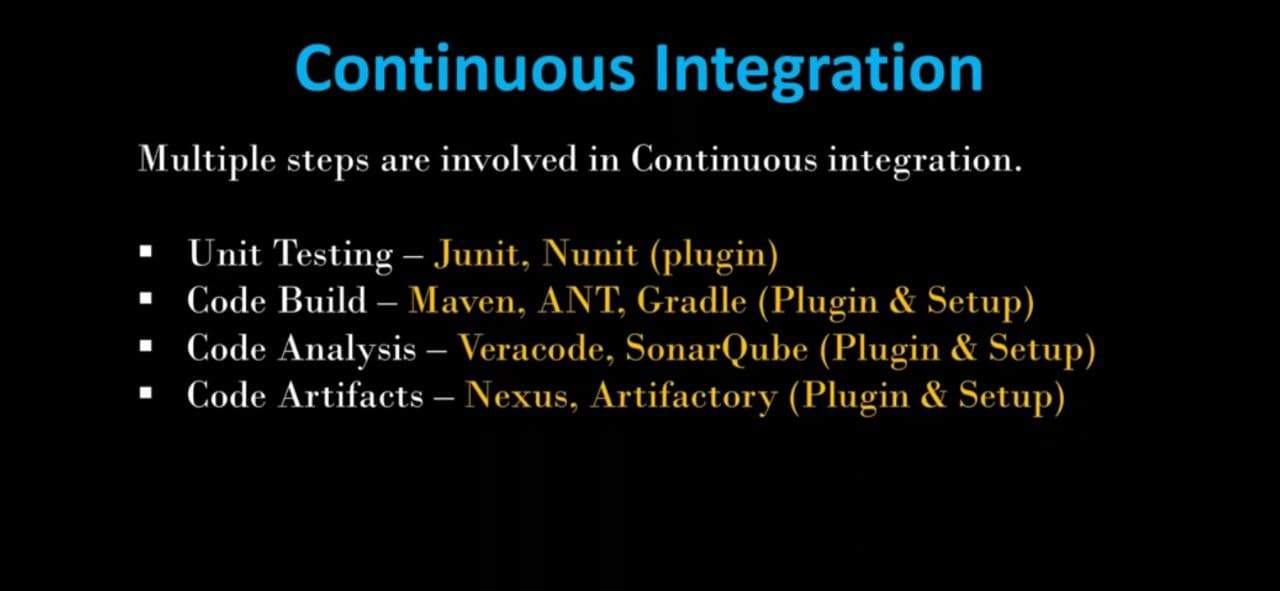 Continuous Integration
Multiple steps are involved in Continuous integration.
▪ Unit Testing – Junit, Nunit (plugin)
▪ Code Build – Maven, ANT, Gradle (Plugin & Setup)
▪ Code Analysis – Veracode, SonarQube (Plugin & Setup)
▪ Code Artifacts – Nexus, Artifactory (Plugin & Setup)